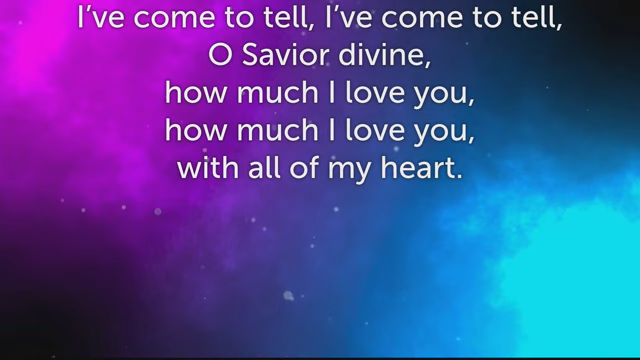 I’ve come to tell, I’ve come to tell,
O Savior divine,
how much I love you,
how much I love you,
with all of my heart.